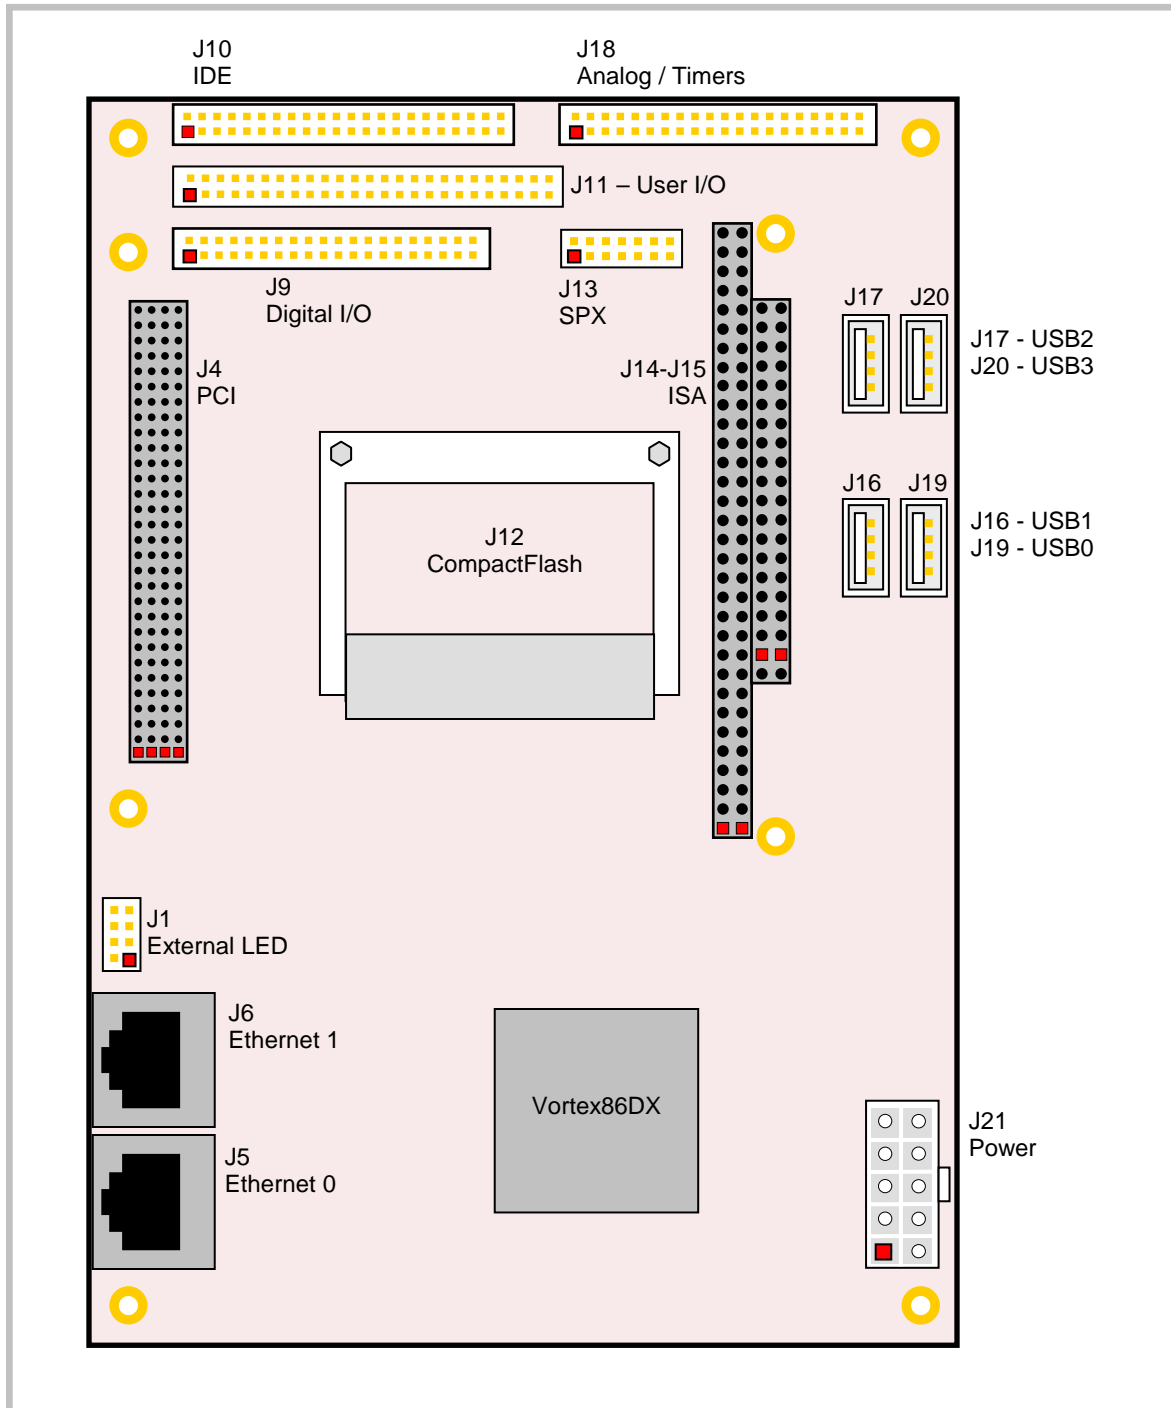 J10
IDE
J18
Analog / Timers
J11 – User I/O
J9
Digital I/O
J13
SPX
J17
J20
J17 - USB2
J20 - USB3
J4
PCI
J14-J15
ISA
J16
J19
J16 - USB1
J19 - USB0
J12
CompactFlash
J1
External LED
J6
Ethernet 1
Vortex86DX
J21
Power
J5
Ethernet 0